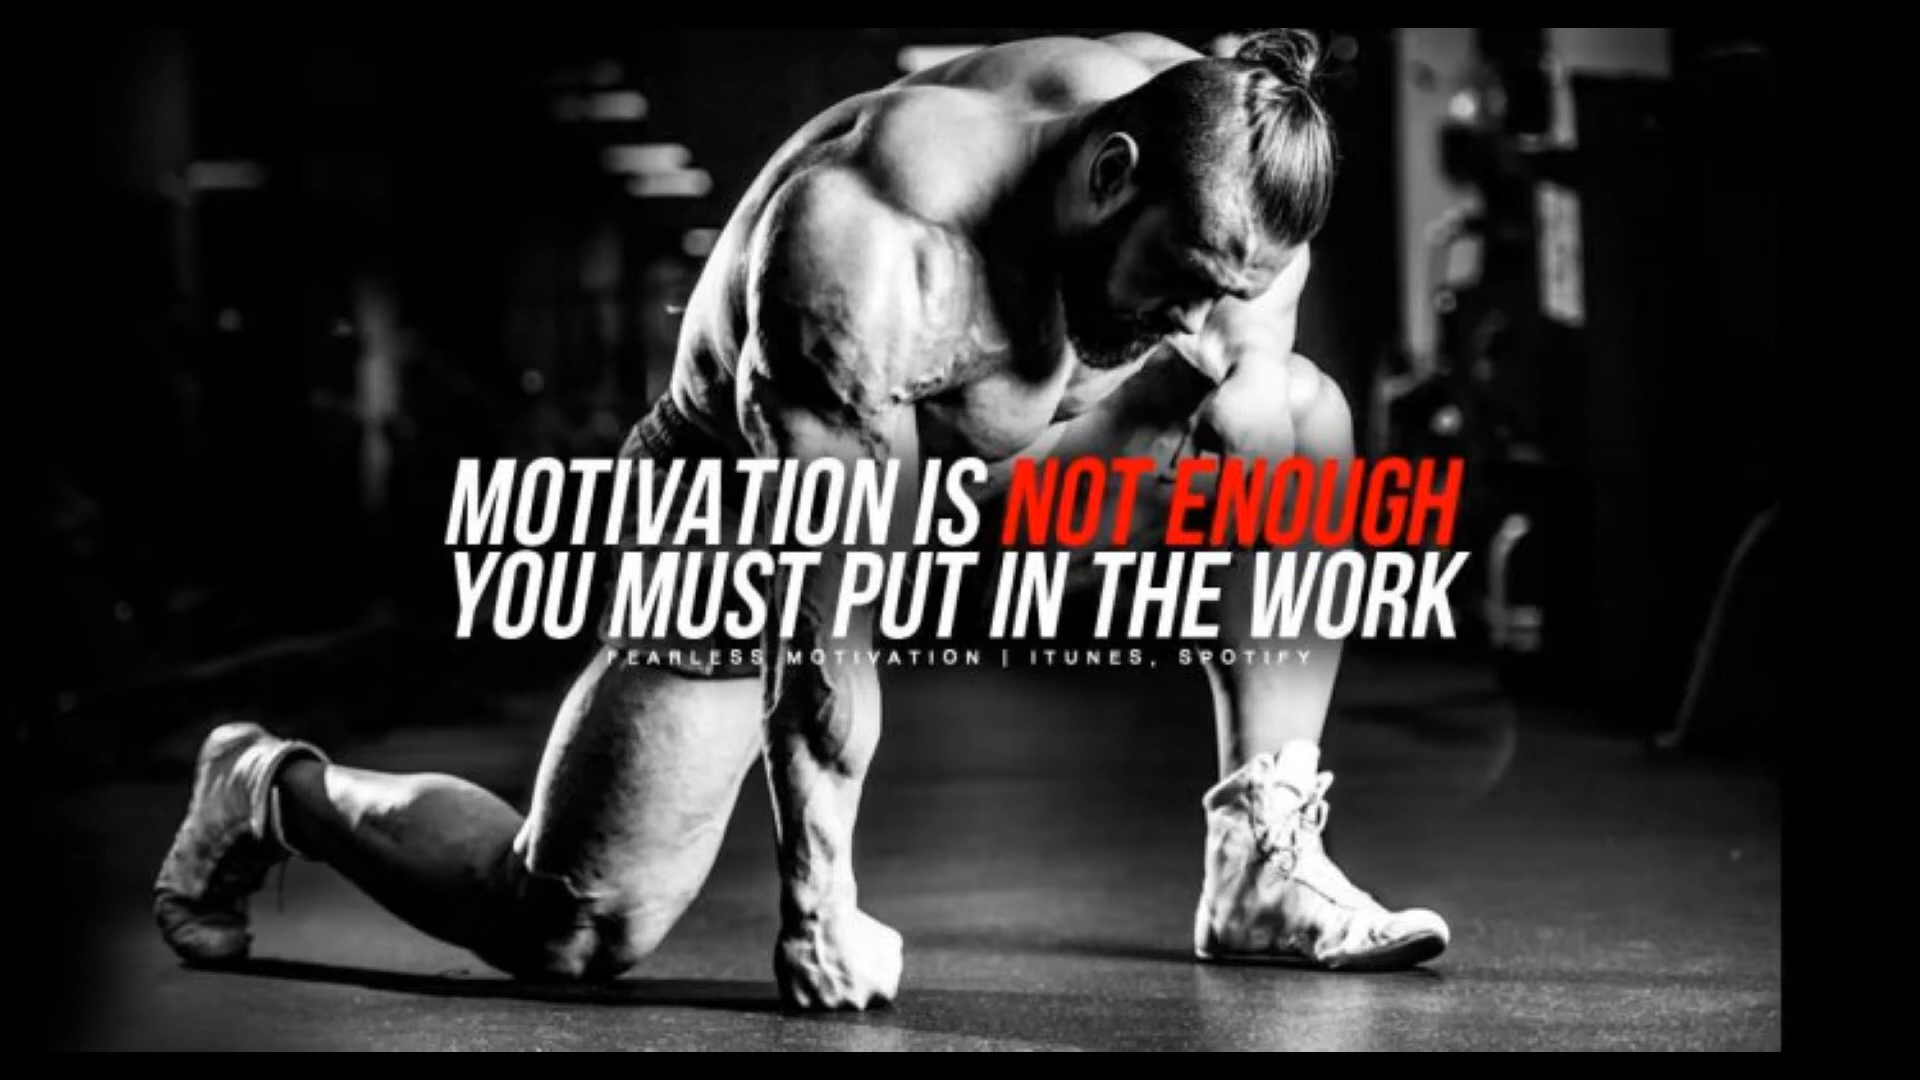 MOTIVATION IS NOT ENOUGH
YOU MUST PUT IN THE WORK
FEARLESS MOTIVATION | ITUNES, SPOTIFY